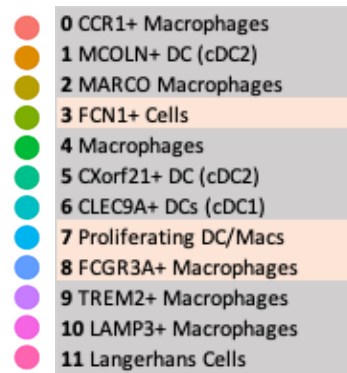 0 CCR1+ Macrophages
1 MCOLN+ DC (cDC2)
2 MARCO Macrophages
3 FCN1+ Cells
4 Macrophages
5 CXorf21+ DC (cDC2)
6 CLEC9A+ DCs (cDC1)
7 Proliferating DC/Macs
8 FCGR3A+ Macrophages
9 TREM2+ Macrophages
10 LAMP3+ Macrophages
11 Langerhans Cells